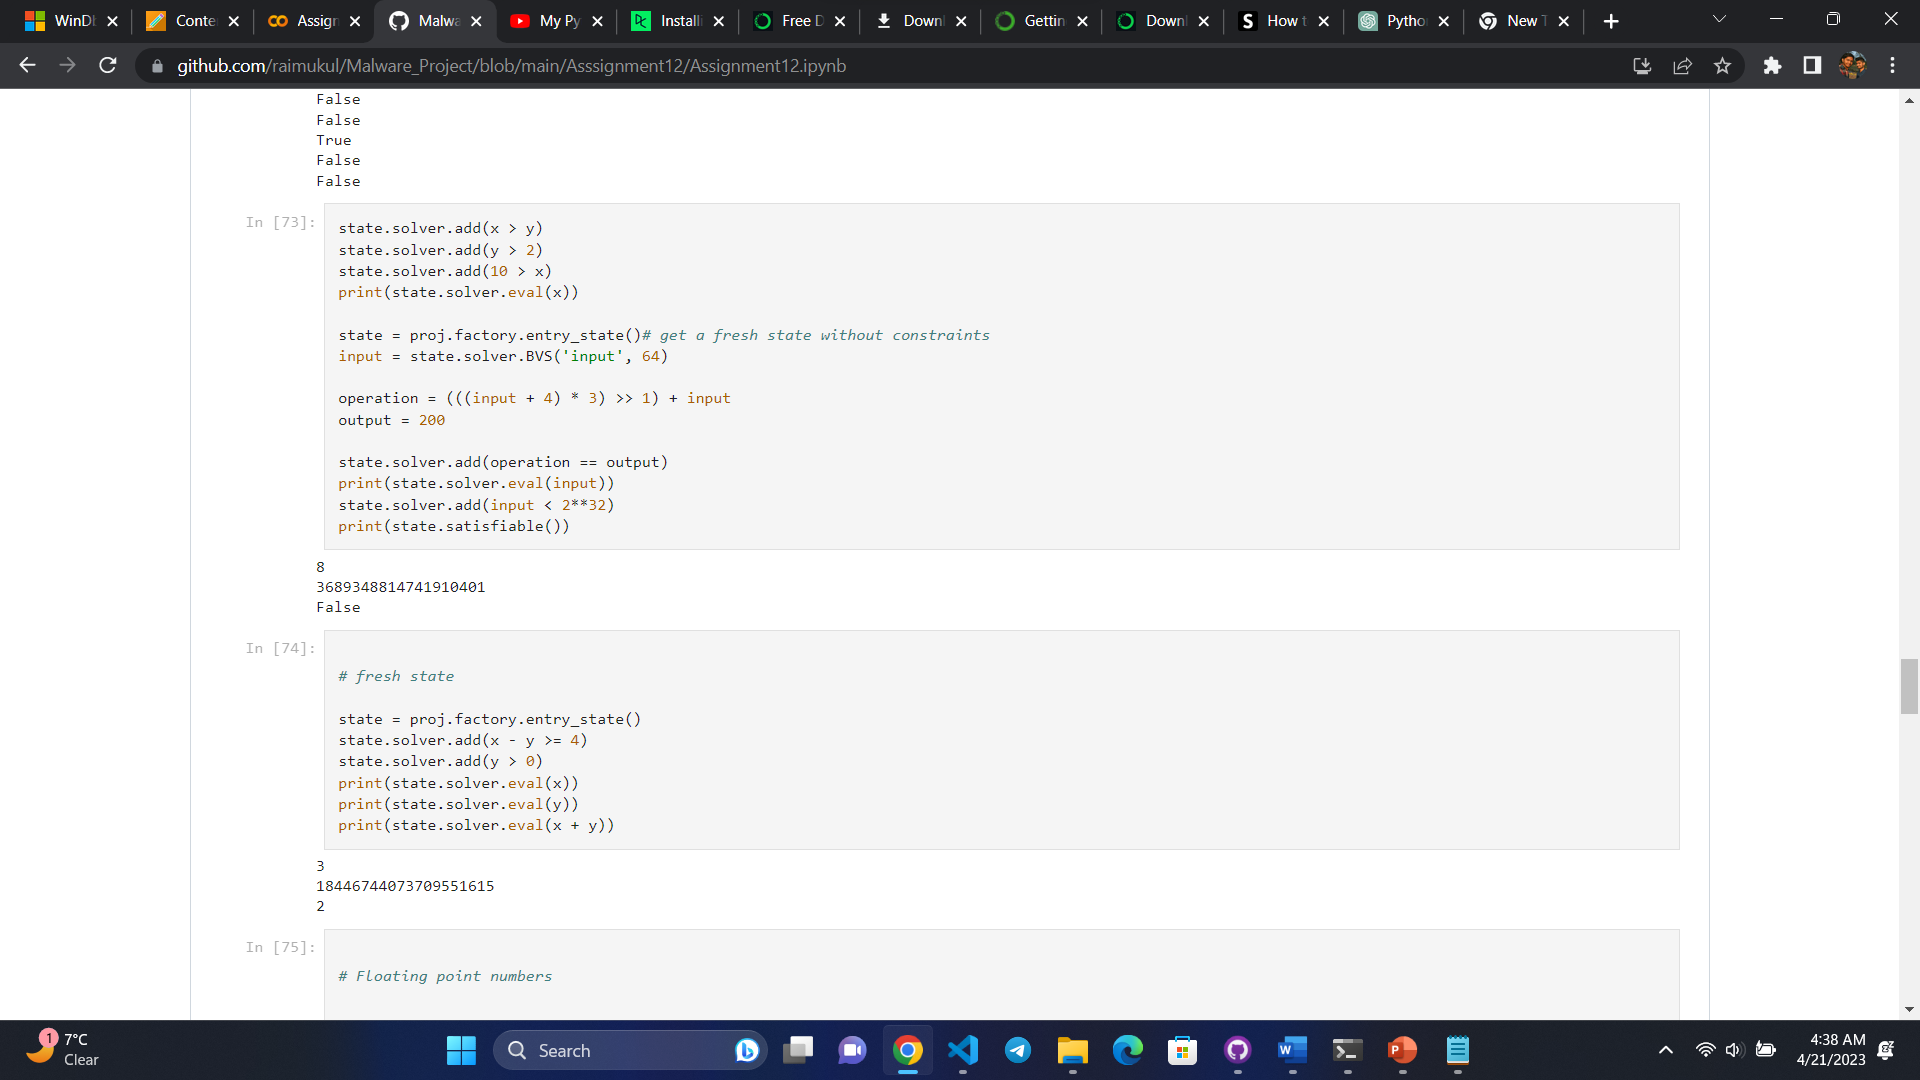 WinD
Conte
Assign
Malwa
My Py
Installi
Free D
Downl
Gettin
Downl
How t
Pytho
New T
github.com/raimukul/Malware_Project/blob/main/Asssignment12/Assignment12.ipynb
False
False
True
False
False
In [73]:
state.solver.add(x > y)
state.solver.add(y > 2)
state.solver.add(10 > x)
print(state.solver.eval(x))
state = proj.factory.entry_state()# get a fresh state without constraints
input = state.solver.BVS('input', 64)
operation = (((input + 4) * 3) >> 1) + input
output = 200
state.solver.add(operation == output)
print(state.solver.eval(input))
state.solver.add(input < 2**32)
print(state.satisfiable())
8
3689348814741910401
False
In [74]:
# fresh state
state = proj.factory.entry_state()
state.solver.add(x - y >= 4)
state.solver.add(y > 0)
print(state.solver.eval(x))
print(state.solver.eval(y))
print(state.solver.eval(x + y))
3
18446744073709551615
2
In [75]:
# Floating point numbers
1
7°C
Clear
Search
4:38 AM
4/21/2023